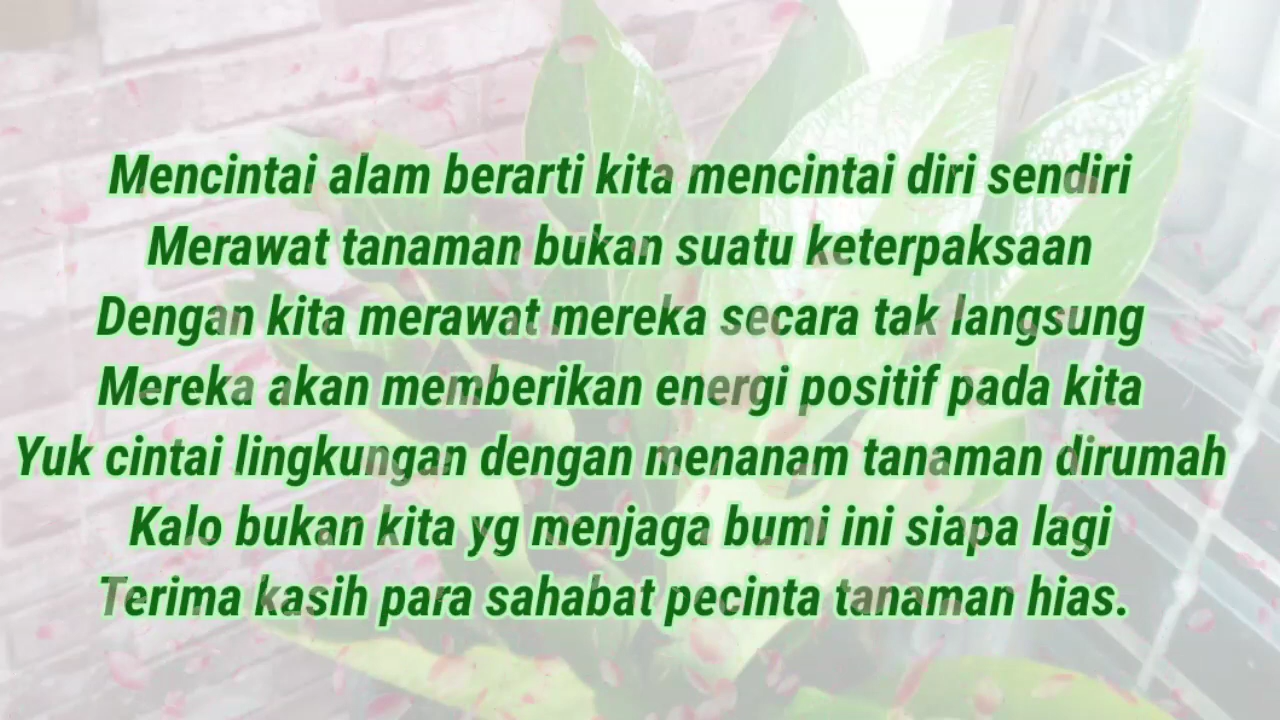 Mencintai alam berarti kita mencintai diri sendiri
Merawat tanaman bukan suatu keterpaksaan
Dengan kita merawat mereka secara tak langsung
Mereka akan memberikan energi positif pada kita
Yuk cintai lingkungan dengan menanam tanaman dirumah
Kalo bukan kita yg menjaga bumi ini siapa lagi
Terima kasih para sahabat pecinta tanaman hias.